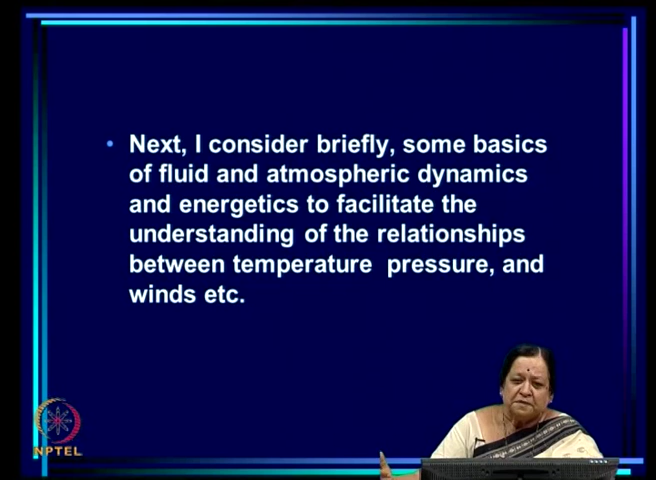 • Next, I consider briefly, some basics
of fluid and atmospheric dynamics
and energetics to facilitate the
understanding of the relationships
between temperature pressure, and
winds etc.
NPTEL